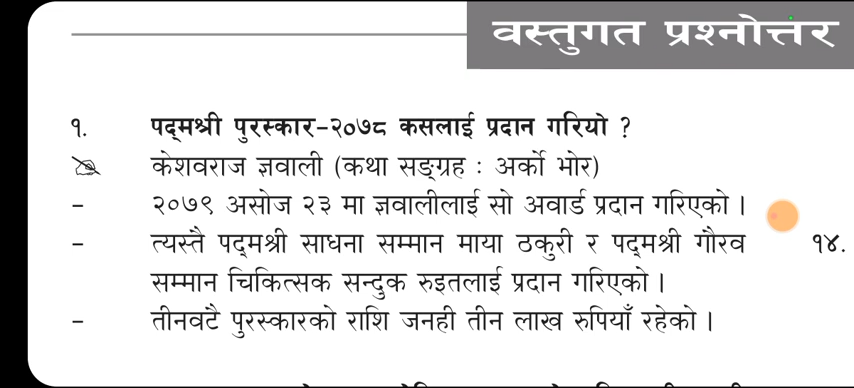 वस्तुगत प्रश्नोत्तर
१. पद्मश्री पुरस्कार-२०७८ कसलाई प्रदान गरियो ?
केशवराज ज्ञवाली (कथा सङ्ग्रह : अर्को भोर)
- २०७९ असोज २३ मा ज्ञवालीलाई सो अवार्ड प्रदान गरिएको ।
- त्यस्तै पद्मश्री साधना सम्मान माया ठकुरी र पद्मश्री गौरव
१४.
सम्मान चिकित्सक सन्दुक रुइतलाई प्रदान गरिएको ।
- तीनवटै पुरस्कारको राशि जनही तीन लाख रुपियाँ रहेको ।